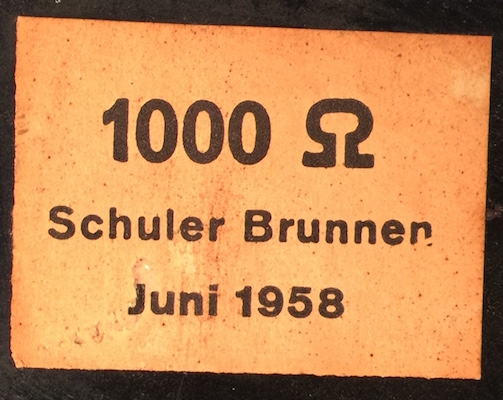 1000 Ω
Schuler Brunnen
Juni 1958